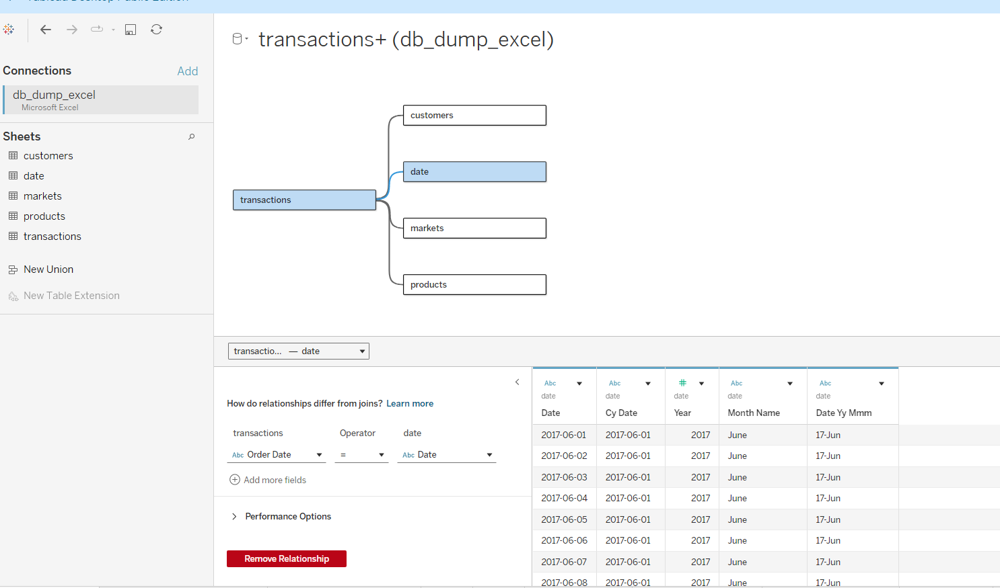 transactions+ (db_dump_excel)
Connections
Add
db_dump_excel
Microsoft Excel
Sheets
customers
date
markets
products
transactions
New Union
New Table Extension
customers
date
transactions
markets
products
transactio... — date
How do relationships differ from joins? Learn more
transactions Operator date
Abc Order Date = Abc Date
Add more fields
Performance Options
Remove Relationship
Abc Abc # Abc Abc
date date date date date
Date Cy Date Year Month Name Date Yy Mmm
2017-06-01 2017-06-01 2017 June 17-Jun
2017-06-02 2017-06-01 2017 June 17-Jun
2017-06-03 2017-06-01 2017 June 17-Jun
2017-06-04 2017-06-01 2017 June 17-Jun
2017-06-05 2017-06-01 2017 June 17-Jun
2017-06-06 2017-06-01 2017 June 17-Jun
2017-06-07 2017-06-01 2017 June 17-Jun
2017-06-08 2017-06-01 2017 June 17-Jun